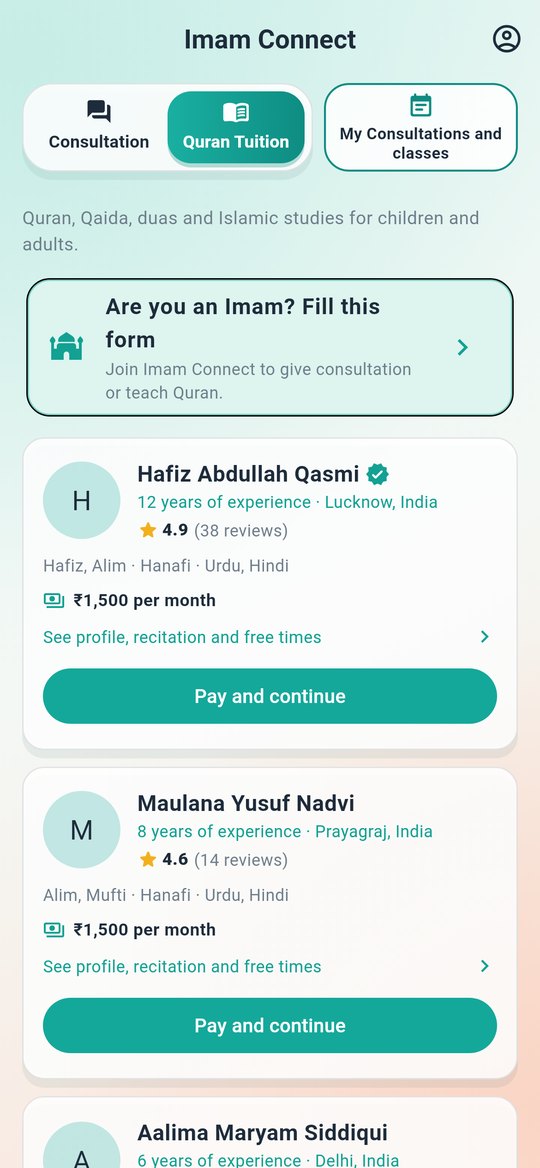 Imam Connect
Consultation
Quran Tuition
My Consultations and
classes
Quran, Qaida, duas and Islamic studies for children and
adults.
Are you an Imam? Fill this
form
Join Imam Connect to give consultation
or teach Quran.
H
Hafiz Abdullah Qasmi
12 years of experience · Lucknow, India
4.9 (38 reviews)
Hafiz, Alim · Hanafi · Urdu, Hindi
₹1,500 per month
See profile, recitation and free times
Pay and continue
M
Maulana Yusuf Nadvi
8 years of experience · Prayagraj, India
4.6 (14 reviews)
Alim, Mufti · Hanafi · Urdu, Hindi
₹1,500 per month
See profile, recitation and free times
Pay and continue
A
Aalima Maryam Siddiqui
6 years of experience · Delhi, India